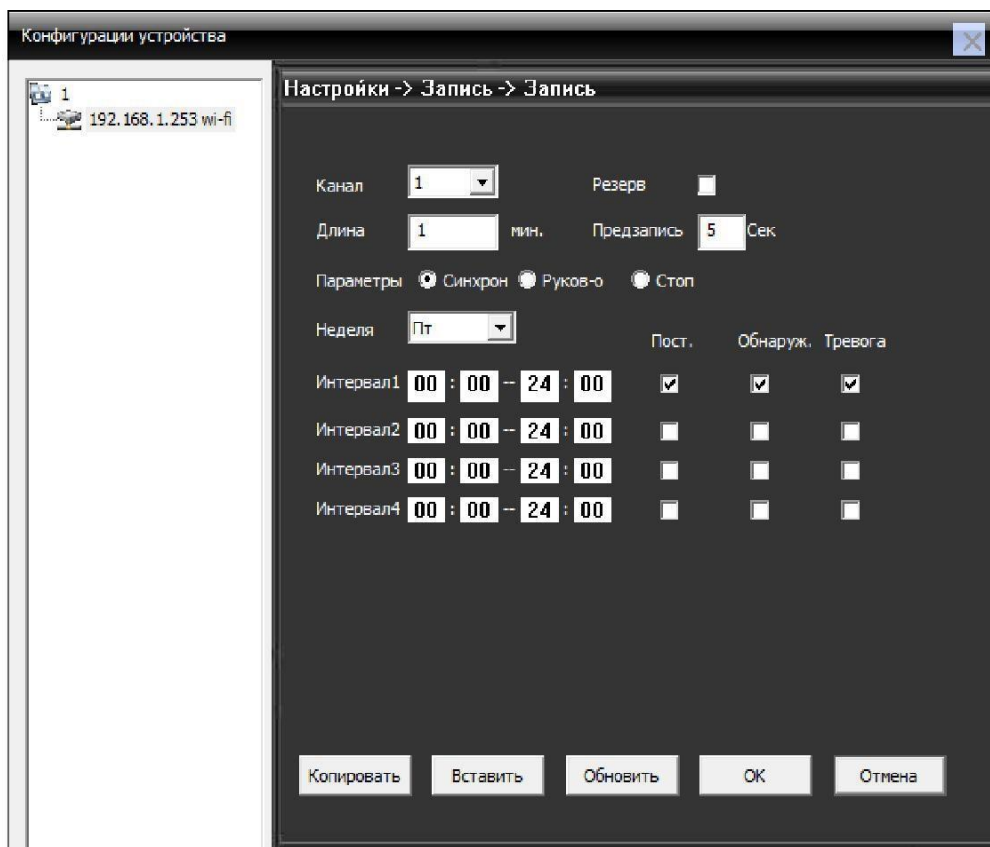 Конфигурации устройства
1
192.168.1.253 wi-fi
Настройки -> Запись -> Запись
Канал 1 Резерв
Длина 1 мин. Предзапись 5 Сек
Параметры Синхрон Руков-о Стоп
Неделя Пт Пост. Обнаруж. Тревога
Интервал1 00 : 00 -- 24 : 00
Интервал2 00 : 00 -- 24 : 00
Интервал3 00 : 00 -- 24 : 00
Интервал4 00 : 00 -- 24 : 00
Копировать Вставить Обновить OK Отмена